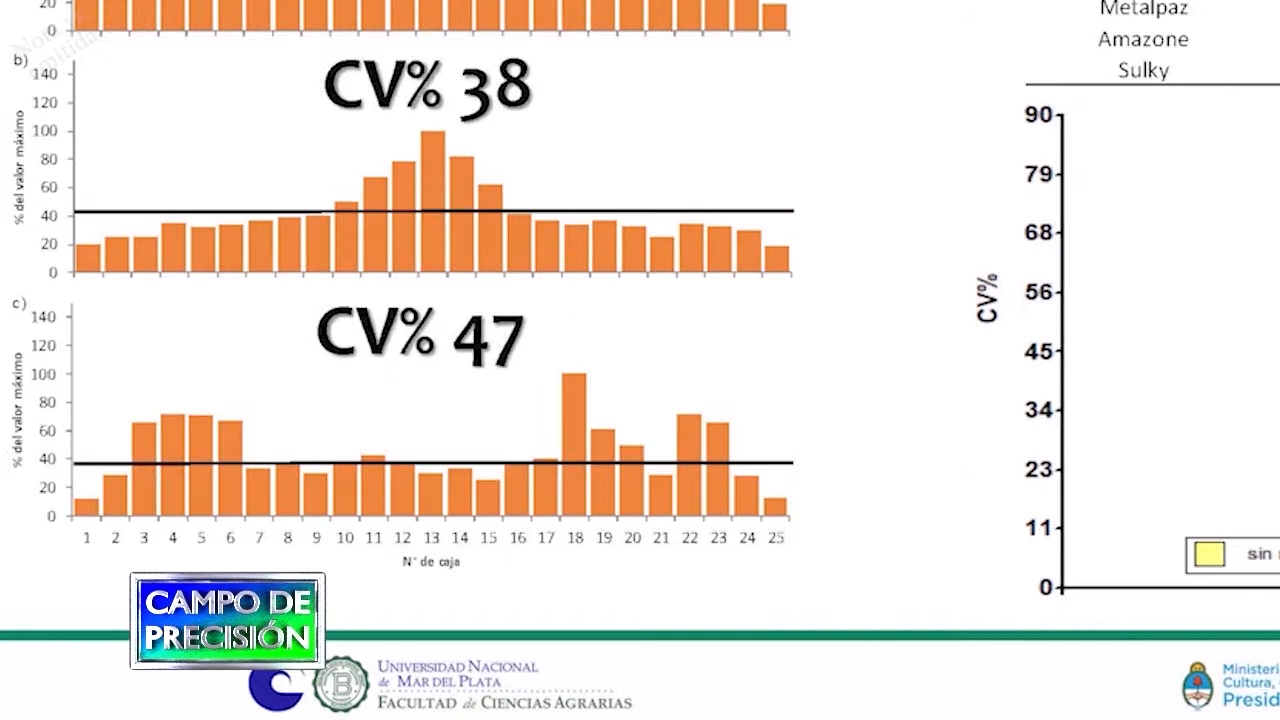 20
0
b)
CV% 38
140
120
100
80
60
40
20
0
% del valor máximo
c)
CV% 47
140
120
100
80
60
40
20
0
% del valor máximo
1 2 3 4 5 6 7 8 9 10 11 12 13 14 15 16 17 18 19 20 21 22 23 24 25
N° de caja
Metalpaz
Amazone
Sulky
90
79
68
56
45
34
23
11
0
CV%
sin
CAMPO DE
PRECISIÓN
UNIVERSIDAD NACIONAL
de MAR DEL PLATA
FACULTAD de CIENCIAS AGRARIAS
Ministeri
Cultura,
Presid